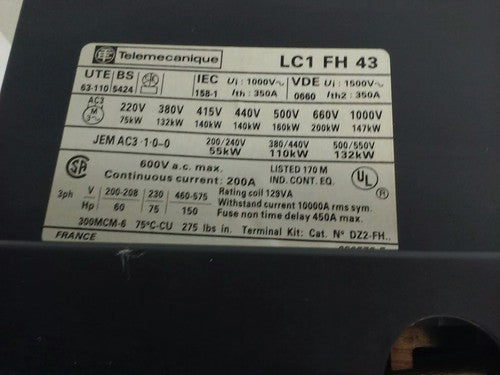 Telemecanique LC1 FH 43
UTE BS IEC Ui : 1000V~ VDE Ui : 1500V~
63-110 5424 158-1 Ith : 350A 0660 Ith2 : 350A
AC3 220V 380V 415V 440V 500V 660V 1000V
M 3~ 75kW 132kW 140kW 140kW 160kW 200kW 147kW
JEM AC3·1·0-0 200/240V 380/440V 500/550V
55kW 110kW 132kW
SA 600V a.c. max. LISTED 170 M
Continuous current: 200A IND. CONT. EQ. UL ®
3ph V 200-208 230 460-575 Rating coil 129VA
Hp 60 75 150 Withstand current 10000A rms sym.
Fuse non time delay 450A max.
300MCM-6 75°C-CU 275 lbs in. Terminal Kit: Cat. N° DZ2-FH..
FRANCE